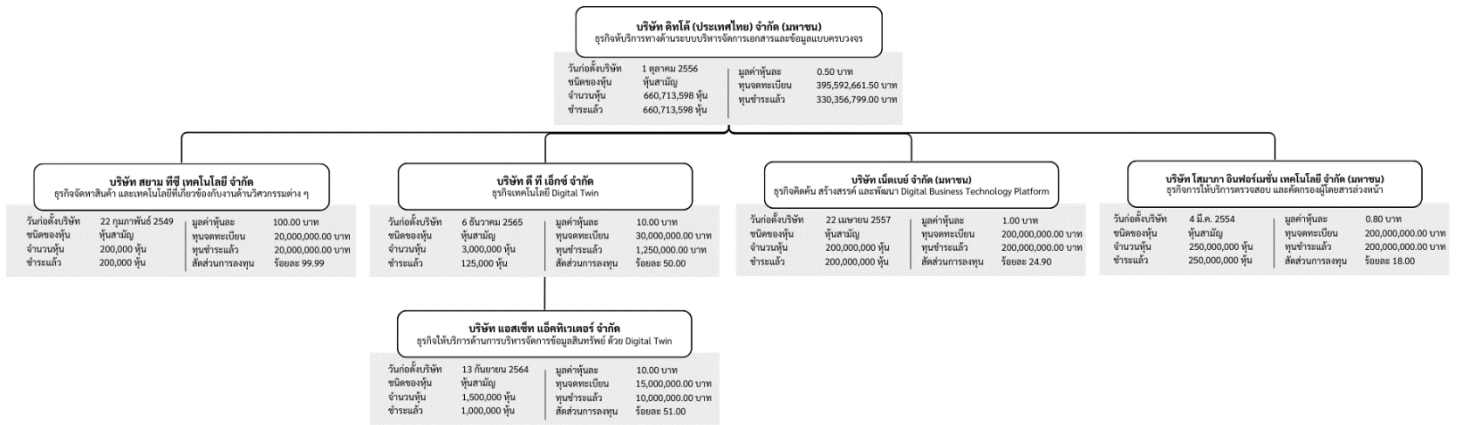 บริษัท ดิทโต้ (ประเทศไทย) จำกัด (มหาชน)
ธุรกิจให้บริการทางด้านระบบบริหารจัดการเอกสารและข้อมูลแบบครบวงจร
วันก่อตั้งบริษัท 1 ตุลาคม 2556 มูลค่าหุ้นละ 0.50 บาท
ชนิดของหุ้น หุ้นสามัญ ทุนจดทะเบียน 395,592,661.50 บาท
จำนวนหุ้น 660,713,598 หุ้น ทุนชำระแล้ว 330,356,799.00 บาท
ชำระแล้ว 660,713,598 หุ้น
บริษัท สยาม ทีซี เทคโนโลยี จำกัด
ธุรกิจจัดหาสินค้า และเทคโนโลยีที่เกี่ยวข้องกับงานด้านวิศวกรรมต่าง ๆ
วันก่อตั้งบริษัท 22 กุมภาพันธ์ 2549 มูลค่าหุ้นละ 100.00 บาท
ชนิดของหุ้น หุ้นสามัญ ทุนจดทะเบียน 20,000,000.00 บาท
จำนวนหุ้น 200,000 หุ้น ทุนชำระแล้ว 20,000,000.00 บาท
ชำระแล้ว 200,000 หุ้น สัดส่วนการลงทุน ร้อยละ 99.99
บริษัท ดี ที เอ็กซ์ จำกัด
ธุรกิจเทคโนโลยี Digital Twin
วันก่อตั้งบริษัท 6 ธันวาคม 2565 มูลค่าหุ้นละ 10.00 บาท
ชนิดของหุ้น หุ้นสามัญ ทุนจดทะเบียน 30,000,000.00 บาท
จำนวนหุ้น 3,000,000 หุ้น ทุนชำระแล้ว 1,250,000.00 บาท
ชำระแล้ว 125,000 หุ้น สัดส่วนการลงทุน ร้อยละ 50.00
บริษัท เน็ตเบย์ จำกัด (มหาชน)
ธุรกิจคิดค้น สร้างสรรค์ และพัฒนา Digital Business Technology Platform
วันก่อตั้งบริษัท 22 เมษายน 2557 มูลค่าหุ้นละ 1.00 บาท
ชนิดของหุ้น หุ้นสามัญ ทุนจดทะเบียน 200,000,000.00 บาท
จำนวนหุ้น 200,000,000 หุ้น ทุนชำระแล้ว 200,000,000.00 บาท
ชำระแล้ว 200,000,000 หุ้น สัดส่วนการลงทุน ร้อยละ 24.90
บริษัท โสมาภา อินฟอร์เมชั่น เทคโนโลยี จำกัด (มหาชน)
ธุรกิจการให้บริการตรวจสอบ และคัดกรองผู้โดยสารล่วงหน้า
วันก่อตั้งบริษัท 4 มี.ค. 2554 มูลค่าหุ้นละ 0.80 บาท
ชนิดของหุ้น หุ้นสามัญ ทุนจดทะเบียน 200,000,000.00 บาท
จำนวนหุ้น 250,000,000 หุ้น ทุนชำระแล้ว 200,000,000.00 บาท
ชำระแล้ว 250,000,000 หุ้น สัดส่วนการลงทุน ร้อยละ 18.00
บริษัท แอสเซ็ท แอ็คทิเวเตอร์ จำกัด
ธุรกิจให้บริการด้านการบริหารจัดการข้อมูลสินทรัพย์ ด้วย Digital Twin
วันก่อตั้งบริษัท 13 กันยายน 2564 มูลค่าหุ้นละ 10.00 บาท
ชนิดของหุ้น หุ้นสามัญ ทุนจดทะเบียน 15,000,000.00 บาท
จำนวนหุ้น 1,500,000 หุ้น ทุนชำระแล้ว 10,000,000.00 บาท
ชำระแล้ว 1,000,000 หุ้น สัดส่วนการลงทุน ร้อยละ 51.00